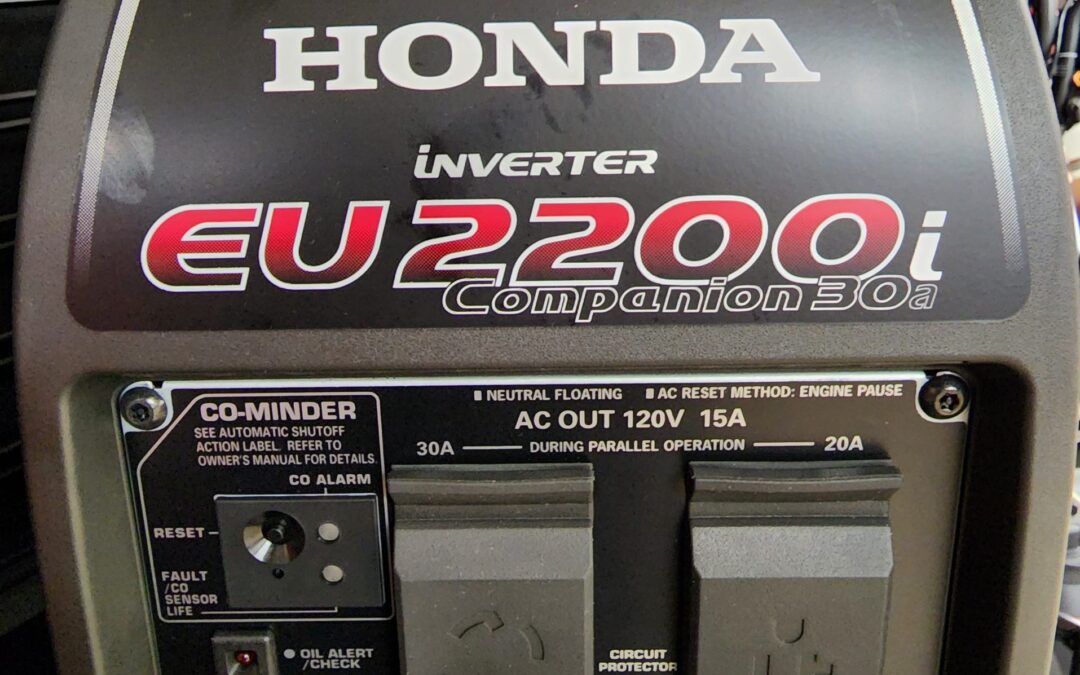 HONDA
iNVERTER
EU2200i
Companion30a
CO-MINDER
SEE AUTOMATIC SHUTOFF
ACTION LABEL. REFER TO
OWNER'S MANUAL FOR DETAILS.
CO ALARM
RESET
FAULT
/CO
SENSOR
LIFE
OIL ALERT
/CHECK
NEUTRAL FLOATING AC RESET METHOD: ENGINE PAUSE
AC OUT 120V 15A
30A DURING PARALLEL OPERATION 20A
CIRCUIT
PROTECTOR